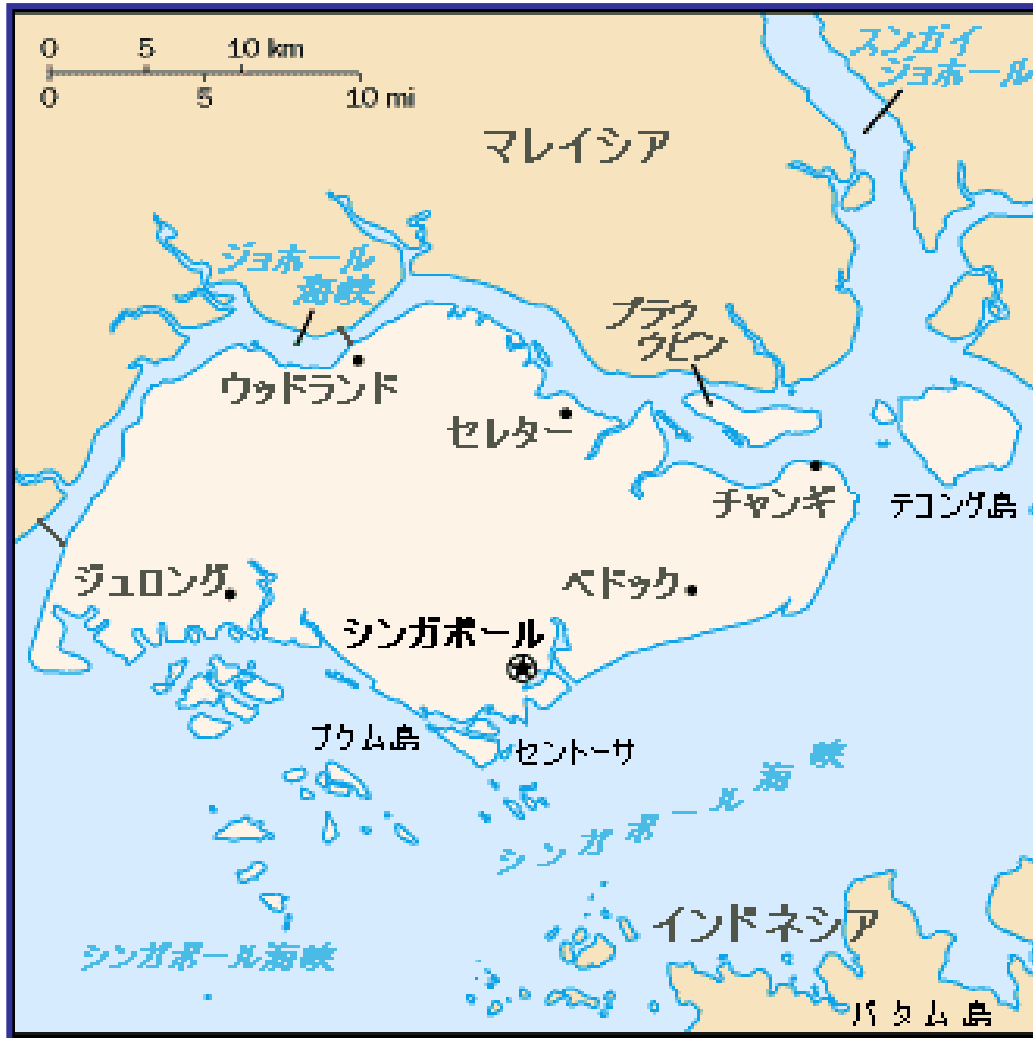 0 5 10 km
0 5 10 mi
スンガイ
ジョホール
マレイシア
ジョホール
海峡
プラウ
ウビン
ウッドランド
セレター
チャンギ
テコング島
ジュロング
ベドック
シンガポール
ブクム島
セントーサ
シンガポール海峡
インドネシア
シンガポール海峡
バタム島